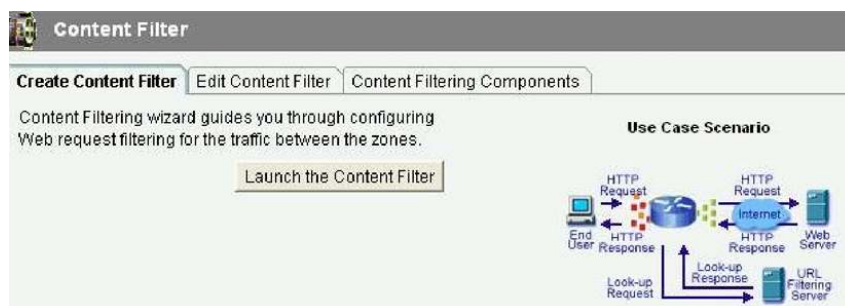 Content Filter
Create Content Filter
Edit Content Filter
Content Filtering Components
Content Filtering wizard guides you through configuring
Web request filtering for the traffic between the zones.
Launch the Content Filter
Use Case Scenario
HTTP
Request
HTTP
Request
Internet
End
User
HTTP
Response
HTTP
Response
Web
Server
Look-up
Request
Look-up
Response
URL
Filtering
Server